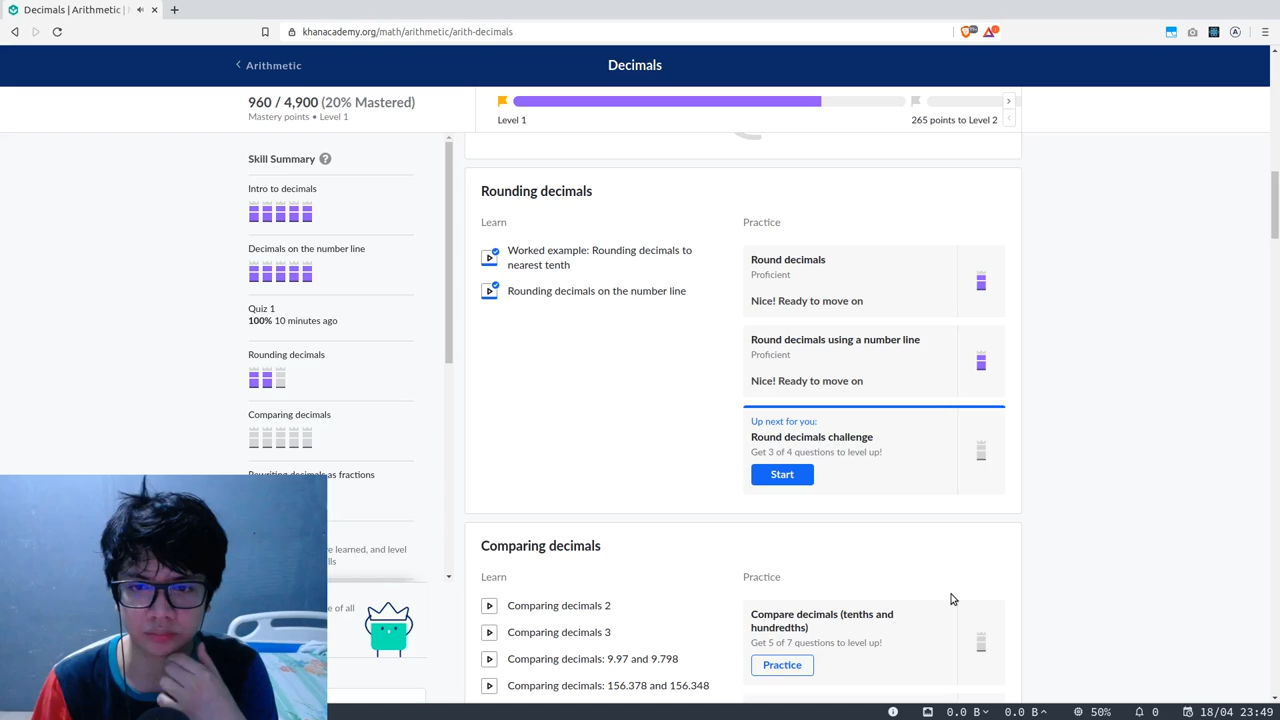 Decimals | Arithmetic |
khanacademy.org/math/arithmetic/arith-decimals
Arithmetic
Decimals
960 / 4,900 (20% Mastered)
Mastery points • Level 1
Level 1
265 points to Level 2
Skill Summary ?
Intro to decimals
Decimals on the number line
Quiz 1
100% 10 minutes ago
Rounding decimals
Comparing decimals
Rewriting decimals as fractions
e learned, and level
lls
e of all
Rounding decimals
Learn
Worked example: Rounding decimals to
nearest tenth
Rounding decimals on the number line
Practice
Round decimals
Proficient
Nice! Ready to move on
Round decimals using a number line
Proficient
Nice! Ready to move on
Up next for you:
Round decimals challenge
Get 3 of 4 questions to level up!
Start
Comparing decimals
Learn
Comparing decimals 2
Comparing decimals 3
Comparing decimals: 9.97 and 9.798
Comparing decimals: 156.378 and 156.348
Practice
Compare decimals (tenths and
hundredths)
Get 5 of 7 questions to level up!
Practice
0.0 B 0.0 B 50% 0 18/04 23:49